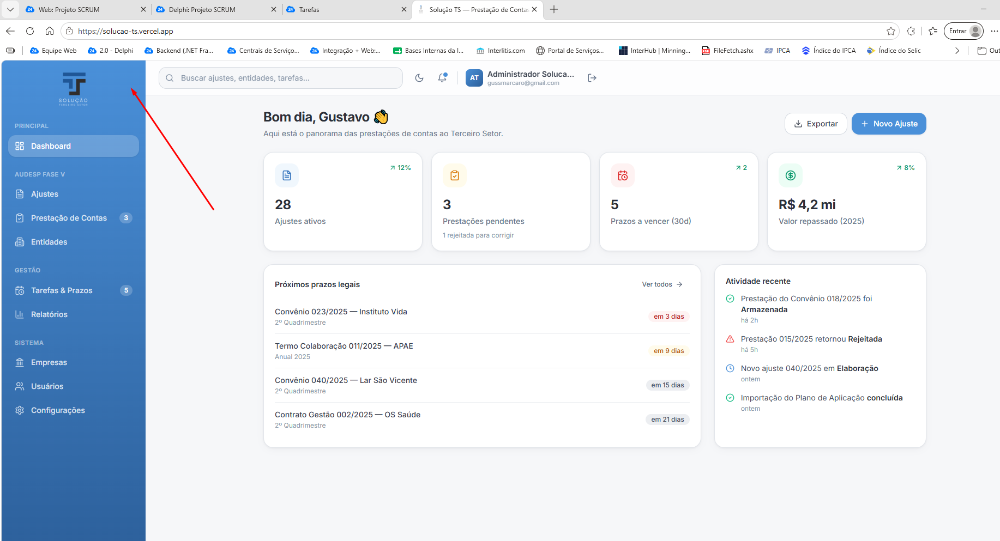 Web: Projeto SCRUM
Delphi: Projeto SCRUM
Tarefas
Solução TS — Prestação de Contas
https://solucao-ts.vercel.app
Entrar
Equipe Web
2.0 - Delphi
Backend (.NET Fra...
Centrais de Serviço...
Integração + Web:...
Bases Internas da I...
Interlitis.com
Portal de Serviços...
InterHub | Minning...
FileFetch.ashx
IPCA
Índice do IPCA
Índice do Selic
Out
SOLUÇÃO
TERCEIRO SETOR
Buscar ajustes, entidades, tarefas...
AT
Administrador Soluca...
gussmarcaro@gmail.com
PRINCIPAL
Dashboard
AUDESP FASE V
Ajustes
Prestação de Contas 3
Entidades
GESTÃO
Tarefas & Prazos 5
Relatórios
SISTEMA
Empresas
Usuários
Configurações
Bom dia, Gustavo 👋
Aqui está o panorama das prestações de contas ao Terceiro Setor.
Exportar
+ Novo Ajuste
12%
28
Ajustes ativos
3
Prestações pendentes
1 rejeitada para corrigir
2
5
Prazos a vencer (30d)
8%
R$ 4,2 mi
Valor repassado (2025)
Próximos prazos legais
Ver todos →
Convênio 023/2025 — Instituto Vida
2º Quadrimestre
em 3 dias
Termo Colaboração 011/2025 — APAE
Anual 2025
em 9 dias
Convênio 040/2025 — Lar São Vicente
2º Quadrimestre
em 15 dias
Contrato Gestão 002/2025 — OS Saúde
2º Quadrimestre
em 21 dias
Atividade recente
Prestação do Convênio 018/2025 foi
Armazenada
há 2h
Prestação 015/2025 retornou Rejeitada
há 5h
Novo ajuste 040/2025 em Elaboração
ontem
Importação do Plano de Aplicação concluída
ontem